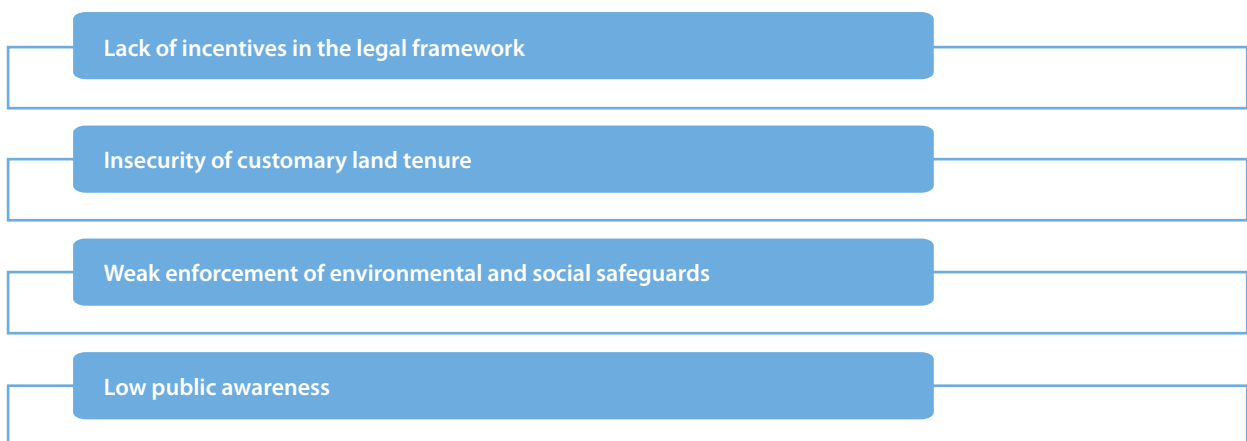 Lack of incentives in the legal framework
Insecurity of customary land tenure
Weak enforcement of environmental and social safeguards
Low public awareness